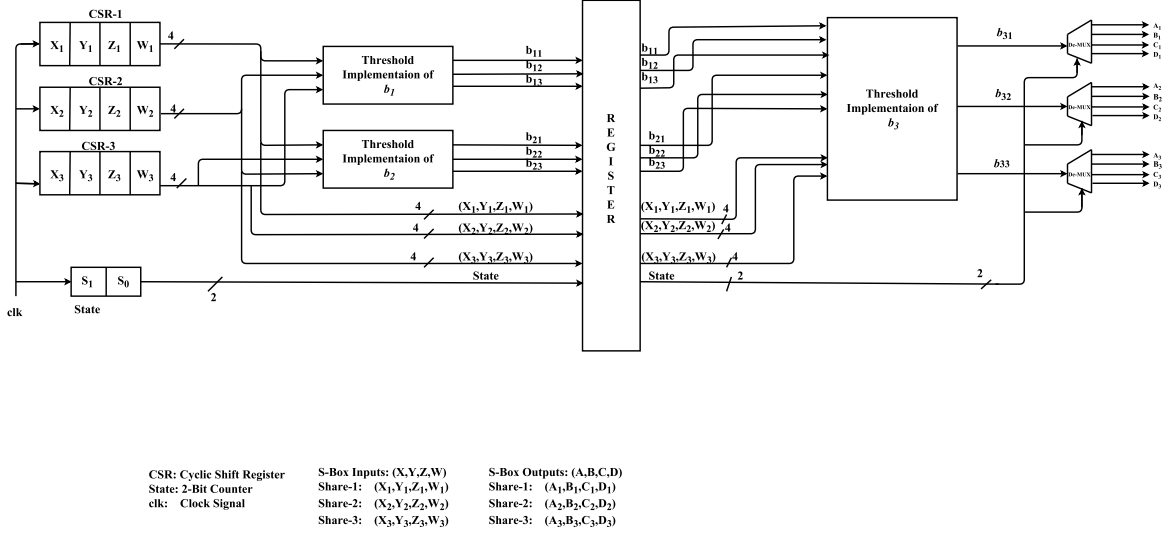 CSR-1
X1 Y1 Z1 W1
4
CSR-2
X2 Y2 Z2 W2
4
CSR-3
X3 Y3 Z3 W3
4
S1 S0
State
2
clk
Threshold
Implementaion of
b1
b11
b12
b13
Threshold
Implementaion of
b2
b21
b22
b23
4 (X1,Y1,Z1,W1)
4 (X2,Y2,Z2,W2)
4 (X3,Y3,Z3,W3)
State
REGISTER
b11
b12
b13
b21
b22
b23
(X1,Y1,Z1,W1) 4
(X2,Y2,Z2,W2) 4
(X3,Y3,Z3,W3) 4
State 2
2
Threshold
Implementaion of
b3
b31
b32
b33
De-MUX
A1
B1
C1
D1
De-MUX
A2
B2
C2
D2
De-MUX
A3
B3
C3
D3
CSR: Cyclic Shift Register
State: 2-Bit Counter
clk: Clock Signal
S-Box Inputs: (X,Y,Z,W)
Share-1: (X1,Y1,Z1,W1)
Share-2: (X2,Y2,Z2,W2)
Share-3: (X3,Y3,Z3,W3)
S-Box Outputs: (A,B,C,D)
Share-1: (A1,B1,C1,D1)
Share-2: (A2,B2,C2,D2)
Share-3: (A3,B3,C3,D3)